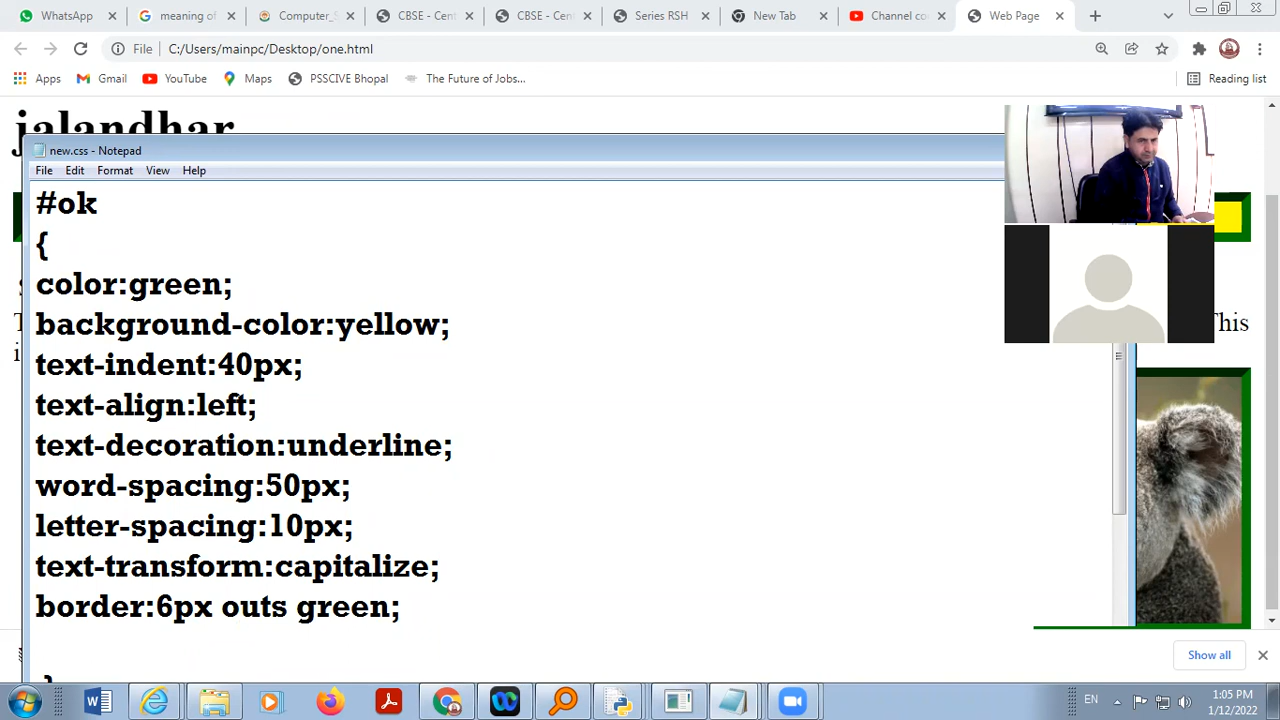 WhatsApp
meaning of
Computer_S
CBSE - Cent
CBSE - Cent
Series RSH
New Tab
Channel co
Web Page
File C:/Users/mainpc/Desktop/one.html
Apps
Gmail
YouTube
Maps
PSSCIVE Bhopal
The Future of Jobs...
Reading list
jalandhar
new.css - Notepad
File Edit Format View Help
#ok
{
color:green;
background-color:yellow;
text-indent:40px;
text-align:left;
text-decoration:underline;
word-spacing:50px;
letter-spacing:10px;
text-transform:capitalize;
border:6px outs green;
}
This
Show all
EN
1:05 PM
1/12/2022